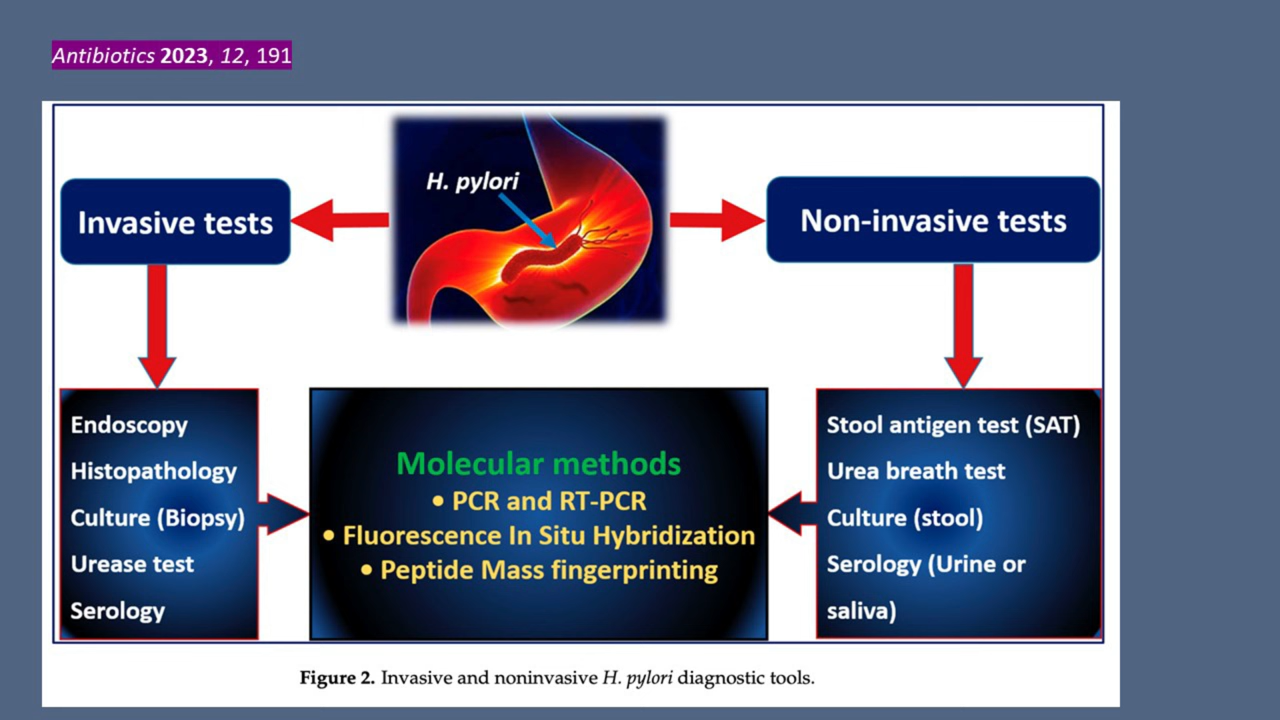 Antibiotics 2023, 12, 191
H. pylori
Invasive tests
Non-invasive tests
Endoscopy
Histopathology
Culture (Biopsy)
Urease test
Serology
Molecular methods
• PCR and RT-PCR
• Fluorescence In Situ Hybridization
• Peptide Mass fingerprinting
Stool antigen test (SAT)
Urea breath test
Culture (stool)
Serology (Urine or
saliva)
Figure 2. Invasive and noninvasive H. pylori diagnostic tools.